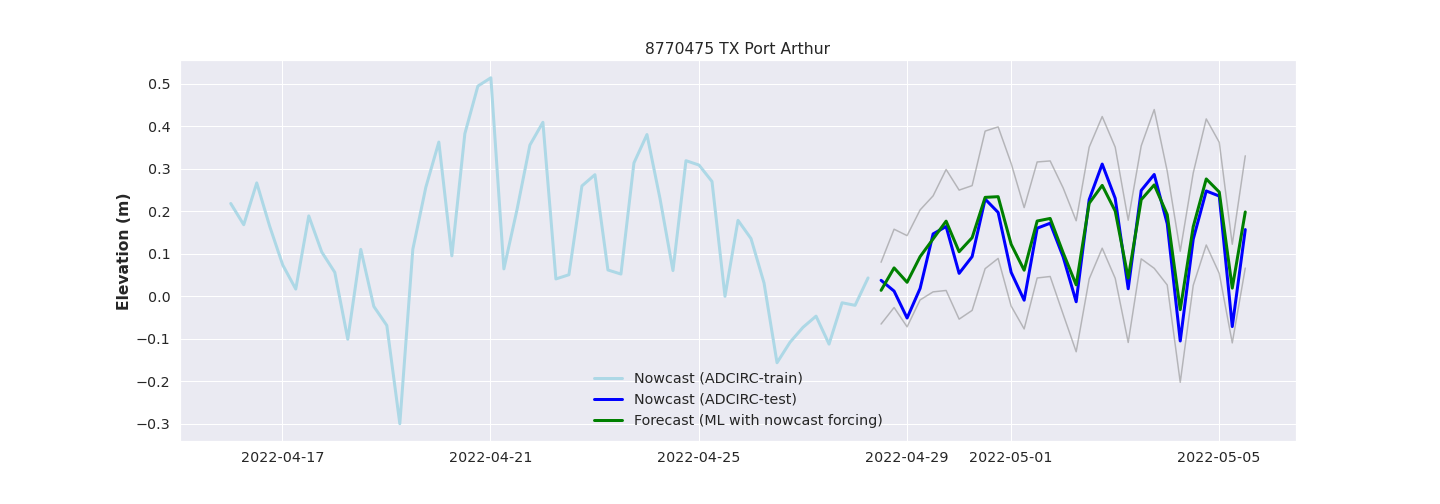 8770475 TX Port Arthur
Elevation (m)
0.5
0.4
0.3
0.2
0.1
0.0
−0.1
−0.2
−0.3
Nowcast (ADCIRC-train)
Nowcast (ADCIRC-test)
Forecast (ML with nowcast forcing)
2022-04-17 2022-04-21 2022-04-25 2022-04-29 2022-05-01 2022-05-05